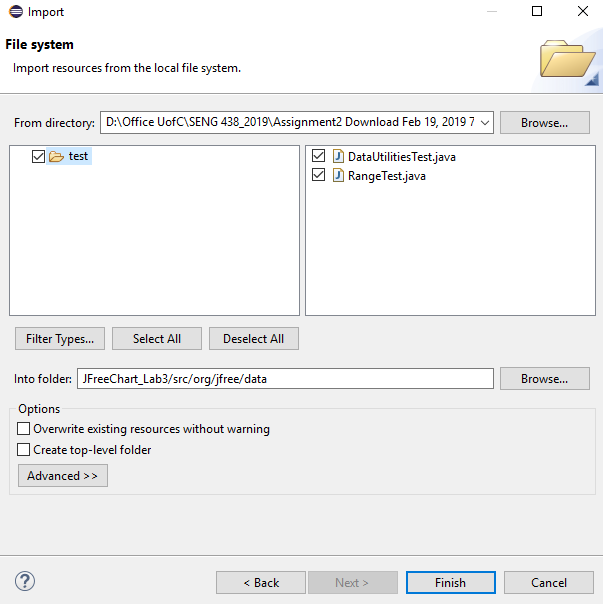 Import
File system
Import resources from the local file system.
From directory: D:\Office UofC\SENG 438_2019\Assignment2 Download Feb 19, 2019 7 Browse...
test
DataUtilitiesTest.java
RangeTest.java
Filter Types... Select All Deselect All
Into folder: JFreeChart_Lab3/src/org/jfree/data Browse...
Options
Overwrite existing resources without warning
Create top-level folder
Advanced >>
? < Back Next > Finish Cancel